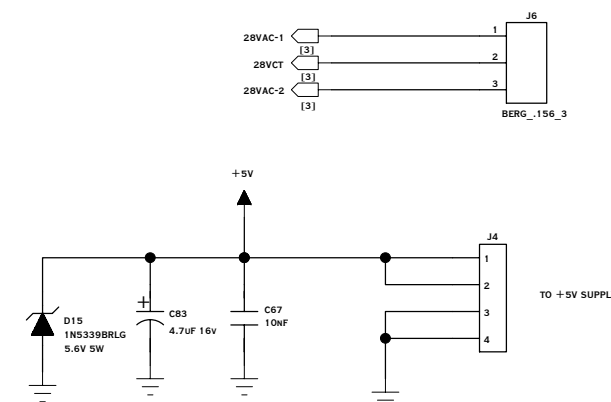 J6
28VAC-1
[3]
1
28VCT
[3]
2
28VAC-2
[3]
3
BERG_.156_3
+5V
J4
1
2
3
4
TO +5V SUPPL
D15
1N5339BRLG
5.6V 5W
+
C83
4.7UF 16V
C67
10NF